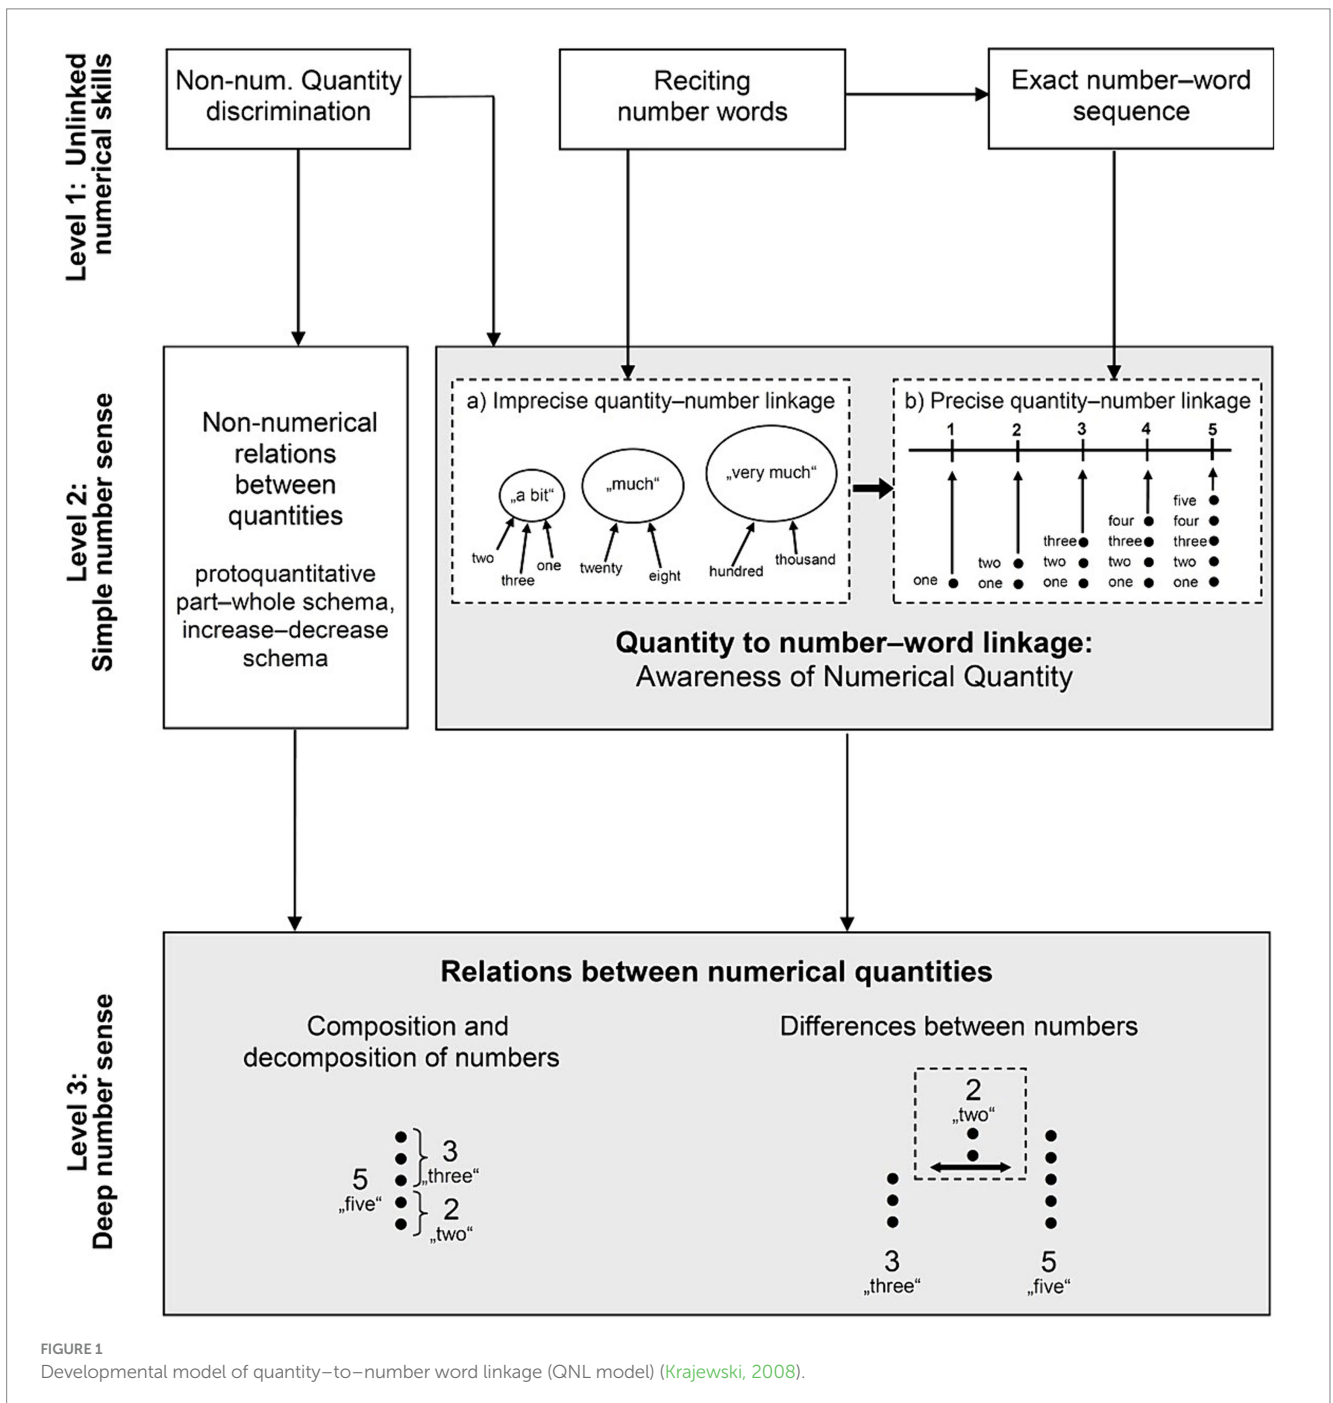 Level 1: Unlinked
numerical skills
Non-num. Quantity
discrimination
Reciting
number words
Exact number–word
sequence
Level 2:
Simple number sense
Non-numerical
relations
between
quantities
protoquantitative
part–whole schema,
increase–decrease
schema
a) Imprecise quantity–number linkage
„a bit“
„much“
„very much“
two
three
one
twenty
eight
hundred
thousand
b) Precise quantity–number linkage
1 2 3 4 5
five
four four
three three three
two two two two
one one one one one
Quantity to number–word linkage:
Awareness of Numerical Quantity
Level 3:
Deep number sense
Relations between numerical quantities
Composition and
decomposition of numbers
5
„five“
3
„three“
2
„two“
Differences between numbers
2
„two“
3
„three“
5
„five“
FIGURE 1
Developmental model of quantity–to–number word linkage (QNL model) (Krajewski, 2008).